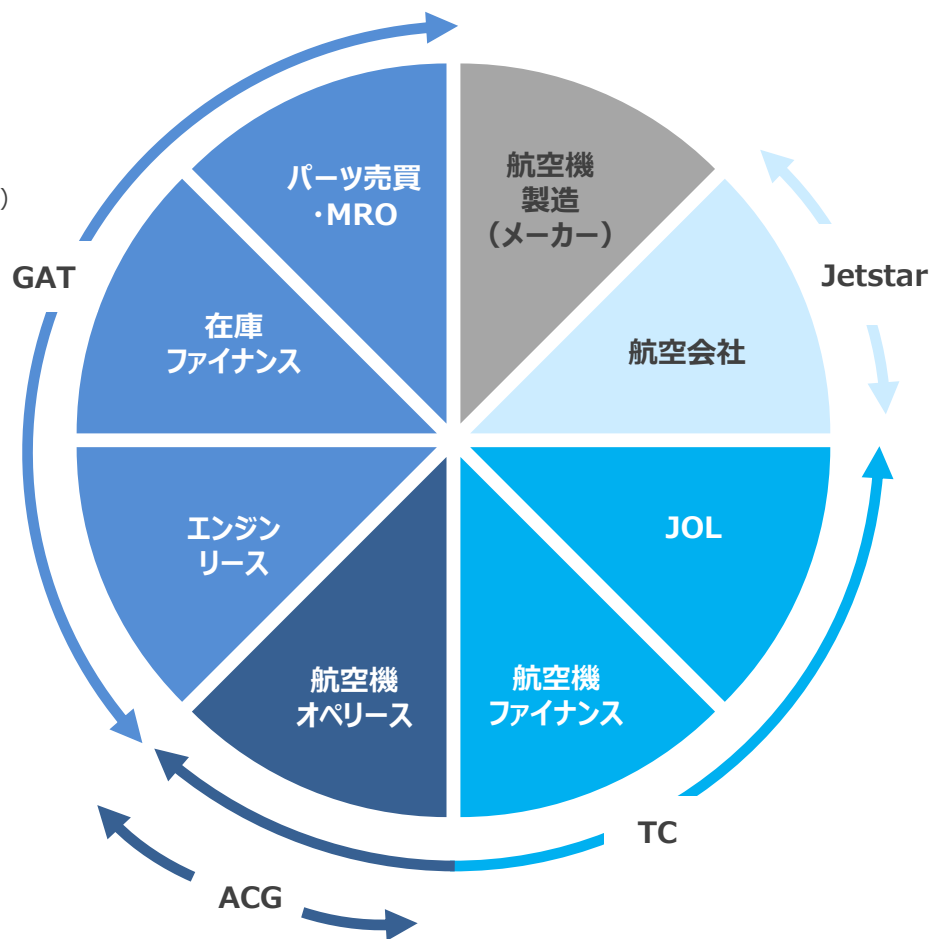 パーツ売買
・MRO
航空機
製造
（メーカー）
）
GAT
Jetstar
在庫
ファイナンス
航空会社
エンジン
リース
JOL
航空機
オペリース
航空機
ファイナンス
TC
ACG